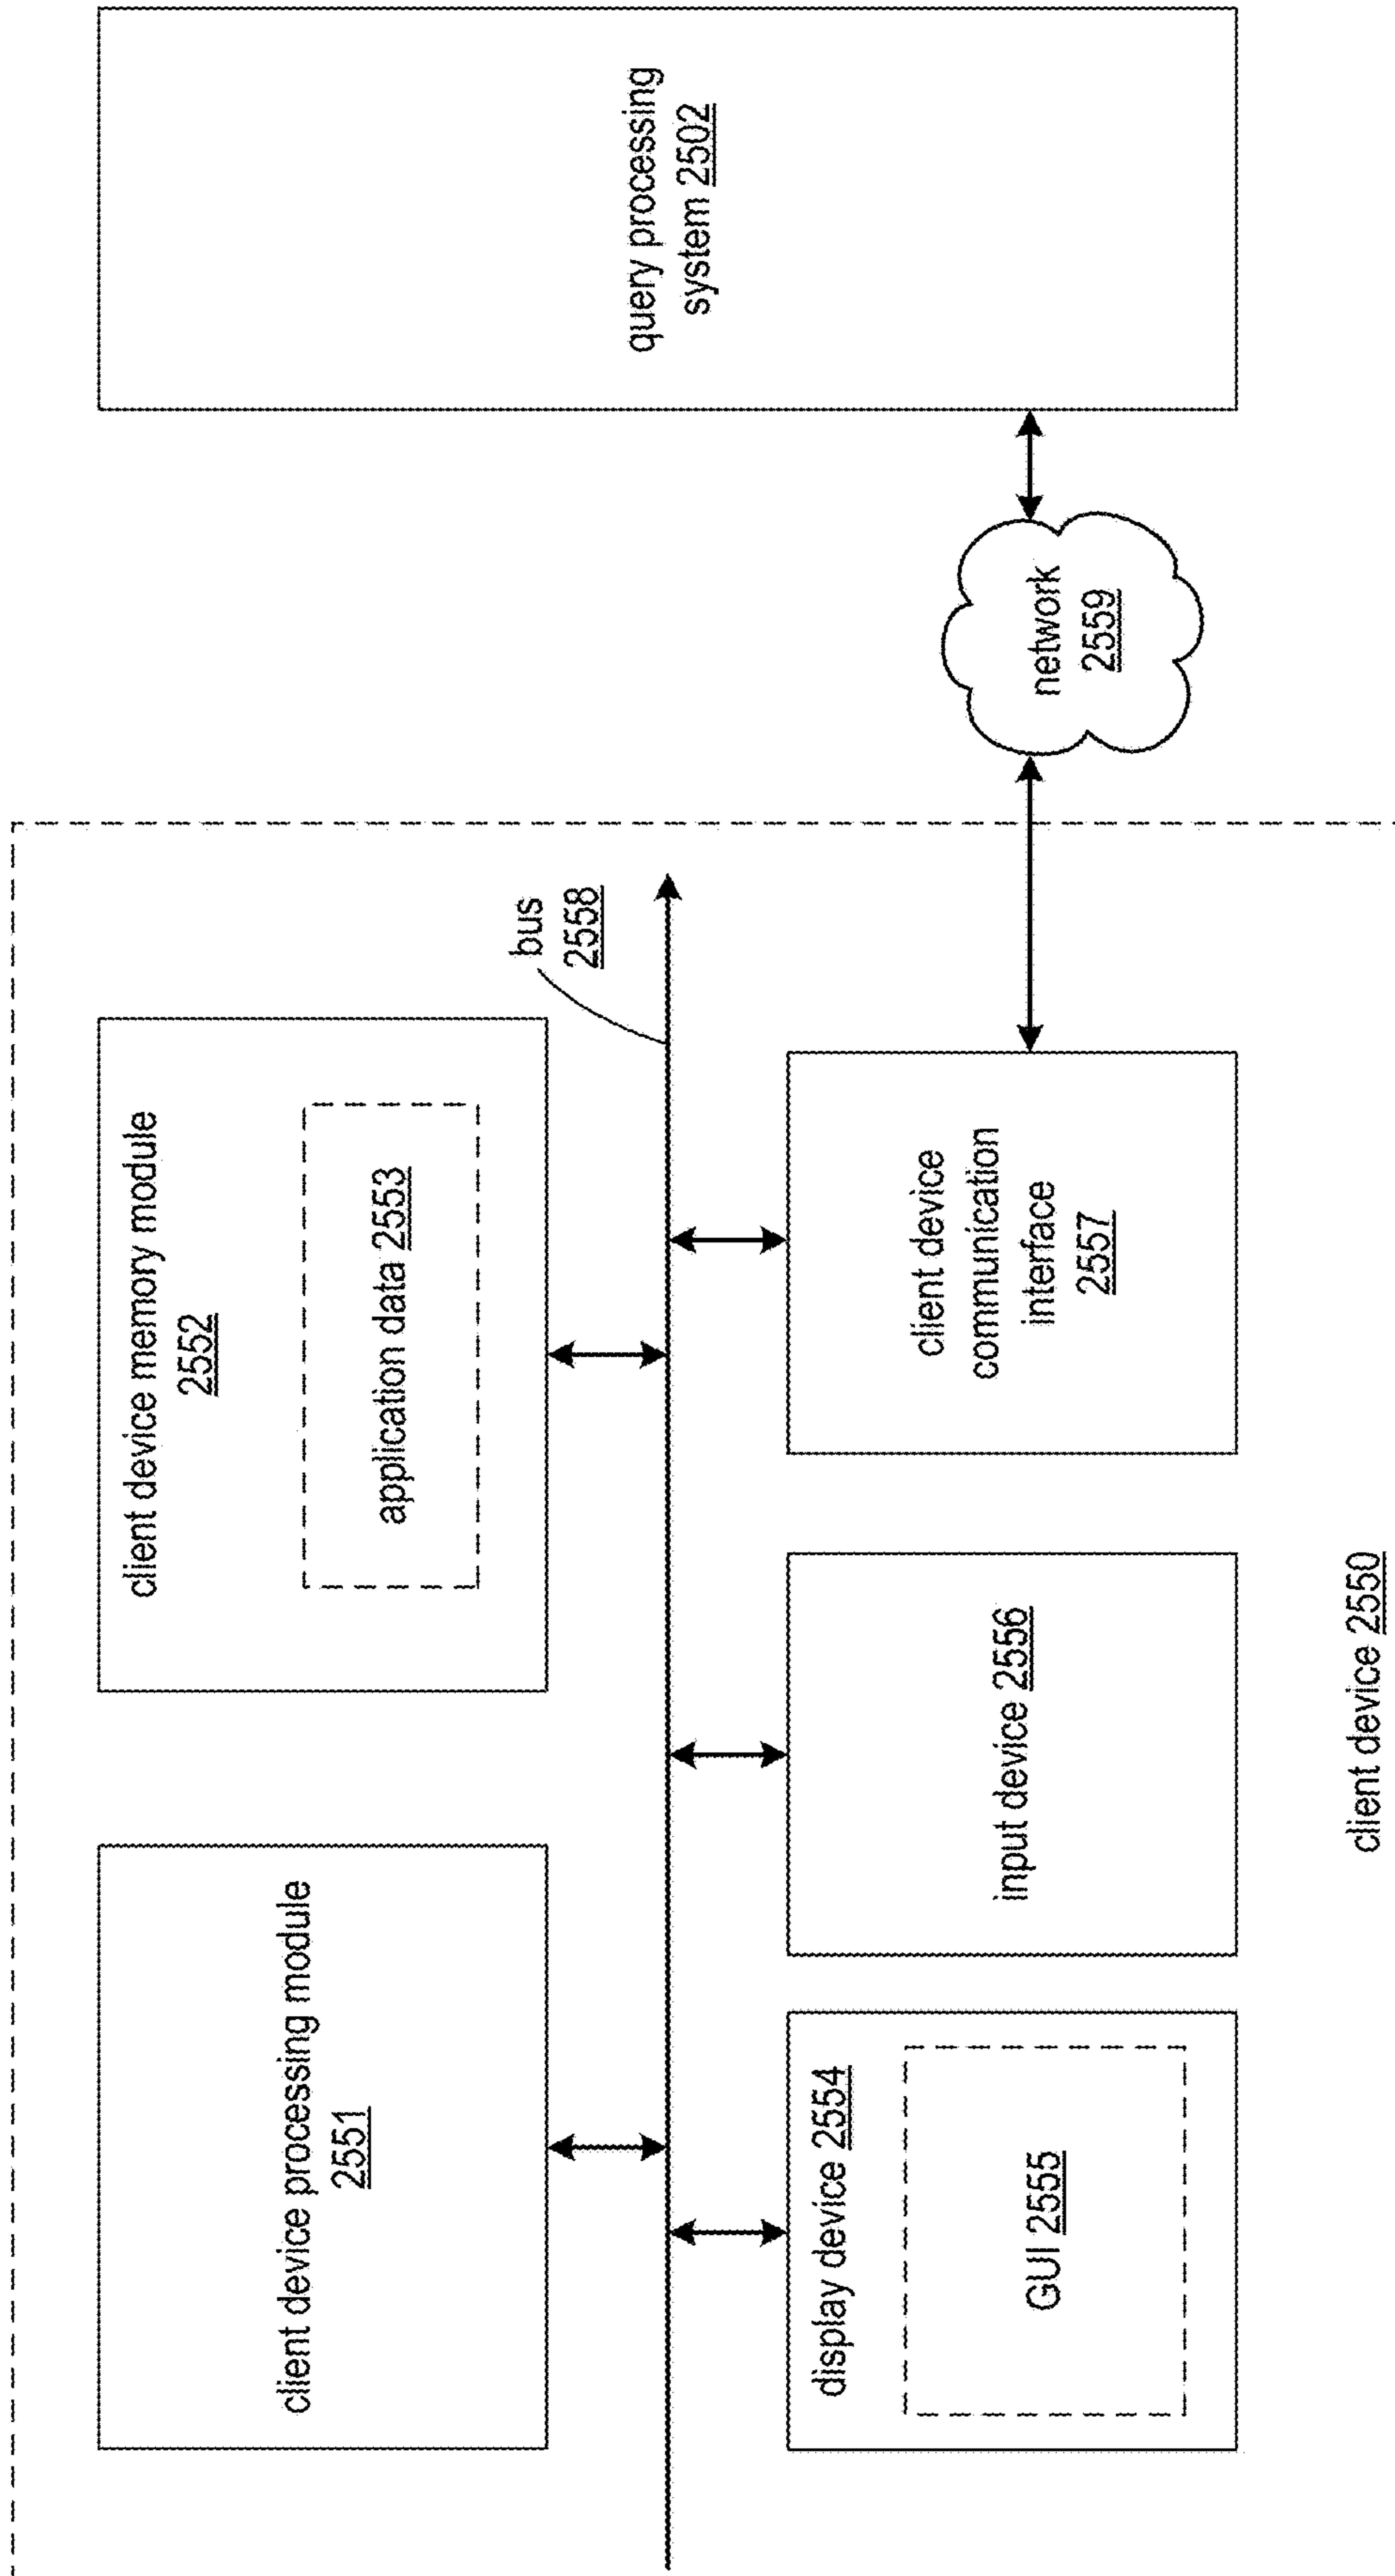 client device processing module
2551
client device memory module
2552
application data 2553
bus
2558
display device 2554
GUI 2555
input device 2556
client device
communication
interface
2557
client device 2550
network
2559
query processing
system 2502